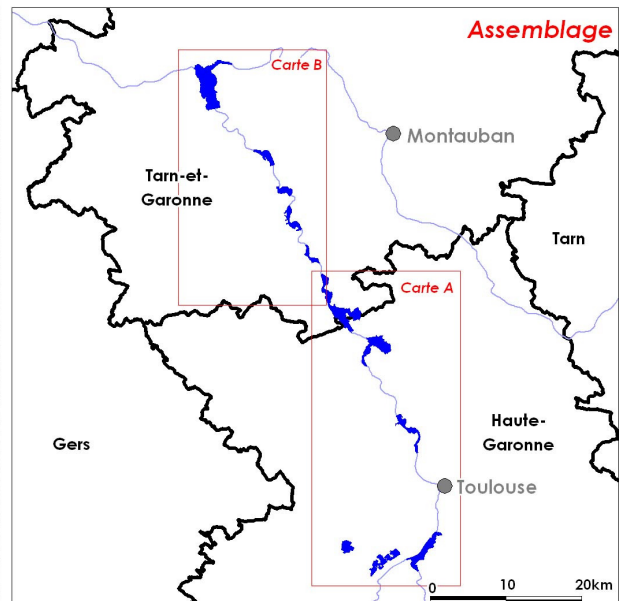 Assemblage
Carte B
Montauban
Tarn-et-
Garonne
Tarn
Carte A
Haute-
Garonne
Gers
Toulouse
0 10 20km